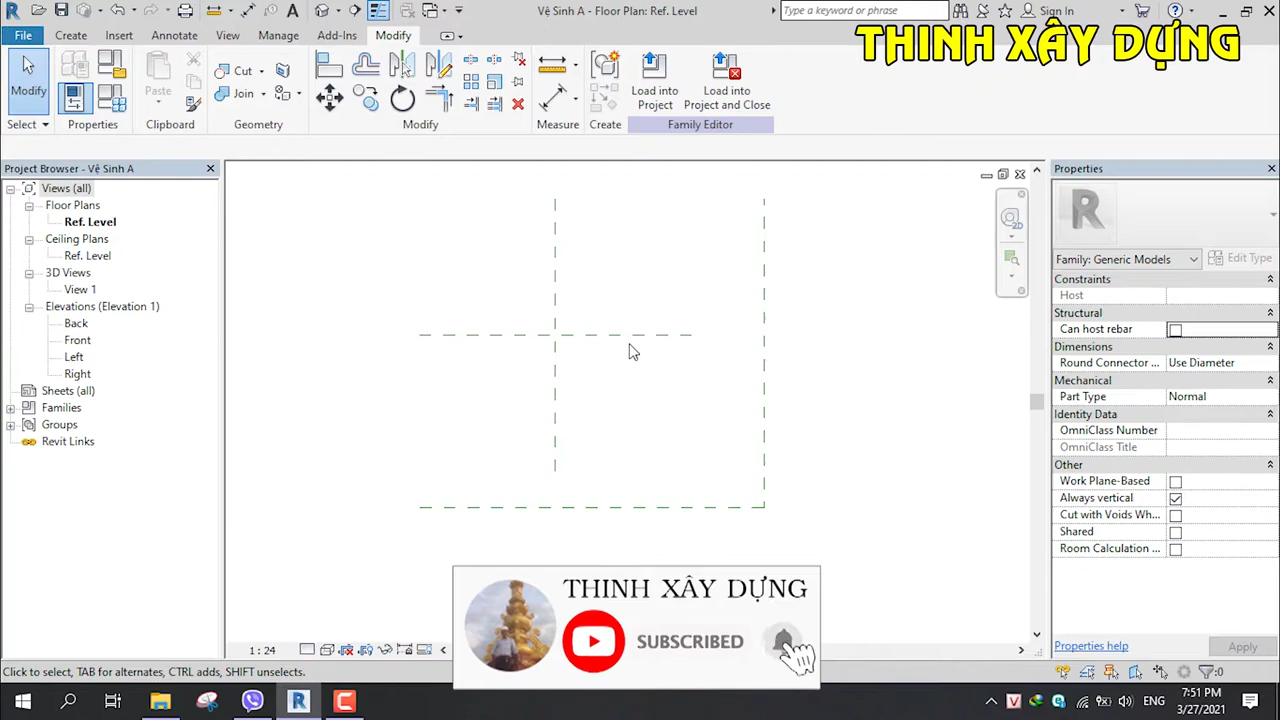 Vệ Sinh A - Floor Plan: Ref. Level
Type a keyword or phrase
Sign In
THINH XÂY DỰNG
File
Create
Insert
Annotate
View
Manage
Add-Ins
Modify
Modify
Select
Properties
Paste
Clipboard
Cut
Join
Geometry
Modify
Measure
Create
Load into
Project
Load into
Project and Close
Family Editor
Project Browser - Vệ Sinh A
Views (all)
Floor Plans
Ref. Level
Ceiling Plans
Ref. Level
3D Views
View 1
Elevations (Elevation 1)
Back
Front
Left
Right
Sheets (all)
Families
Groups
Revit Links
2D
Properties
R
Family: Generic Models
Edit Type
Constraints
Host
Structural
Can host rebar
Dimensions
Round Connector ... Use Diameter
Mechanical
Part Type Normal
Identity Data
OmniClass Number
OmniClass Title
Other
Work Plane-Based
Always vertical
Cut with Voids Wh...
Shared
Room Calculation ...
Properties help
Apply
1 : 24
THINH XÂY DỰNG
SUBSCRIBED
TAB for alternates, CTRL adds, SHIFT unselects.
:0
ENG
7:51 PM
3/27/2021